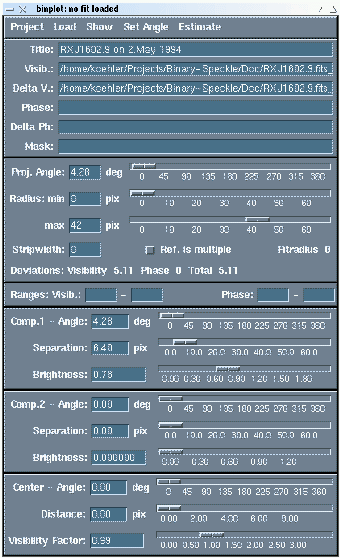 binplot: no fit loaded
Project Load Show Set Angle Estimate
Title: RXJ1602.9 on 2.May 1994
Visib.: /home/koehler/Projects/Binary-Speckle/Doc/RXJ1602.9.fits_
Delta V.: /home/koehler/Projects/Binary-Speckle/Doc/RXJ1602.9.fits_
Phase:
Delta Ph:
Mask:
Proj. Angle: 4.28 deg 0 45 90 135 180 225 270 315 360
Radius: min 0 pix 0 10 20 30 40 50 60
max 42 pix 0 10 20 30 40 50 60
Stripwidth: 0 Ref. is multiple Fitradius 0
Deviations: Visibility 5.11 Phase 0 Total 5.11
Ranges: Visib.: - Phase: -
Comp.1 - Angle: 4.28 deg 0 45 90 135 180 225 270 315 360
Separation: 6.40 pix 0.0 10.0 20.0 30.0 40.0 50.0 60.0
Brightness: 0.76 0.00 0.30 0.60 0.90 1.20 1.50 1.80
Comp.2 - Angle: 0.00 deg 0 45 90 135 180 225 270 315 360
Separation: 0.00 pix 0.0 10.0 20.0 30.0 40.0 50.0 60.0
Brightness: 0.000000 0.00 0.30 0.60 0.90 1.20
Center - Angle: 0.00 deg 0 45 90 135 180 225 270 315 360
Distance: 0.00 pix 0.00 2.00 4.00 6.00 8.00
Visibility Factor: 0.99 0.00 0.50 1.00 1.50 2.00 2.50 3.00